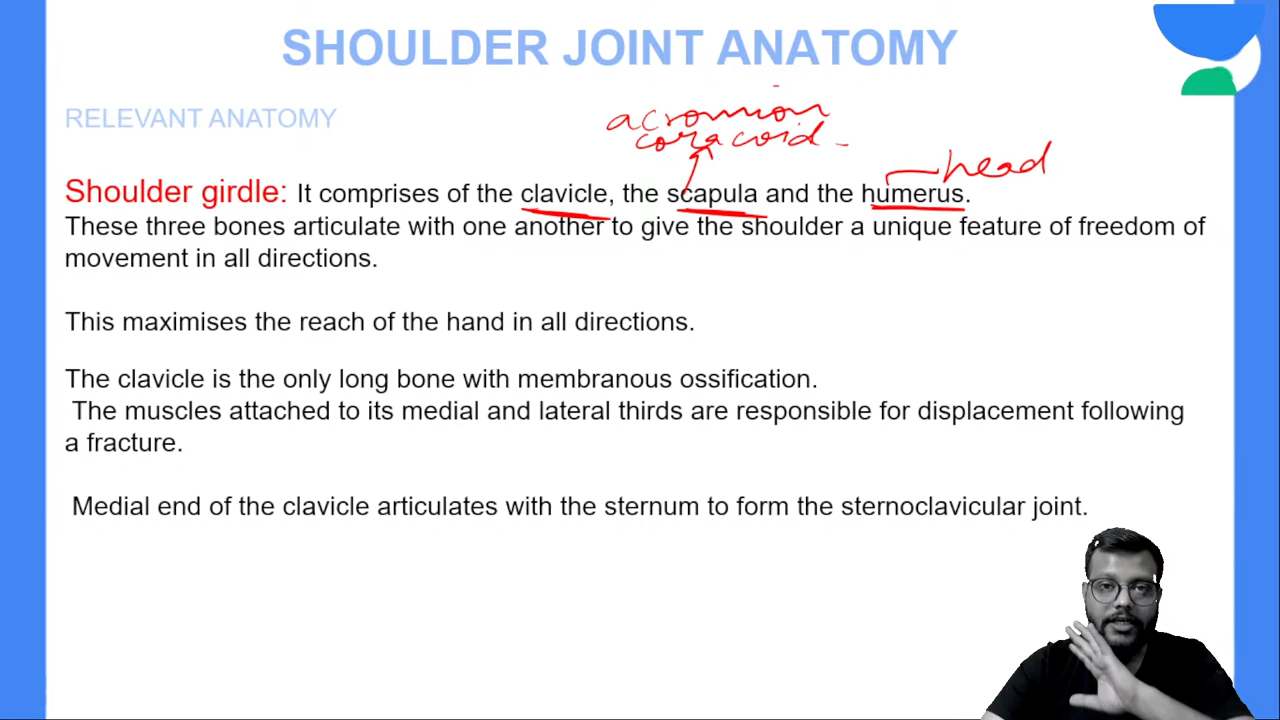 SHOULDER JOINT ANATOMY
RELEVANT ANATOMY
acromion
coracoid
head
Shoulder girdle: It comprises of the clavicle, the scapula and the humerus.
These three bones articulate with one another to give the shoulder a unique feature of freedom of
movement in all directions.
This maximises the reach of the hand in all directions.
The clavicle is the only long bone with membranous ossification.
The muscles attached to its medial and lateral thirds are responsible for displacement following
a fracture.
Medial end of the clavicle articulates with the sternum to form the sternoclavicular joint.